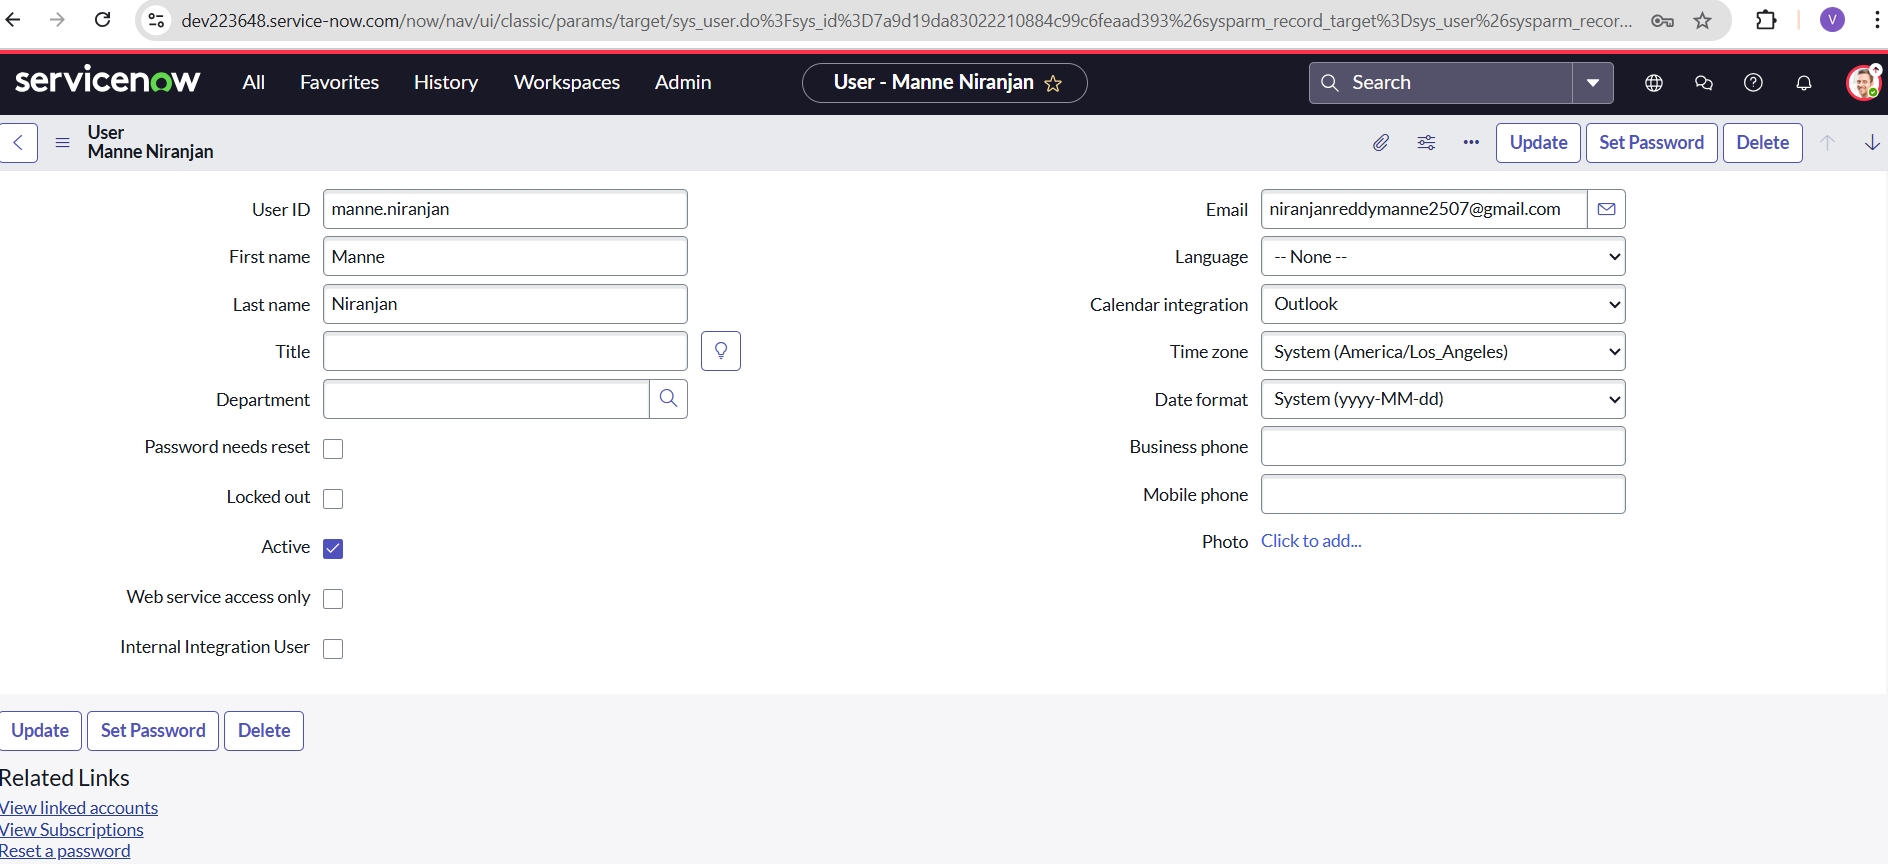 dev223648.service-now.com/now/nav/ui/classic/params/target/sys_user.do%3Fsys_id%3D7a9d19da83022210884c99c6feaad393%26sysparm_record_target%3Dsys_user%26sysparm_recor...
V
servicenow
All
Favorites
History
Workspaces
Admin
User - Manne Niranjan
Search
User
Manne Niranjan
Update
Set Password
Delete
User ID
manne.niranjan
First name
Manne
Last name
Niranjan
Title
Department
Password needs reset
Locked out
Active
Web service access only
Internal Integration User
Email
niranjanreddymanne2507@gmail.com
Language
-- None --
Calendar integration
Outlook
Time zone
System (America/Los_Angeles)
Date format
System (yyyy-MM-dd)
Business phone
Mobile phone
Photo
Click to add...
Update
Set Password
Delete
Related Links
View linked accounts
View Subscriptions
Reset a password